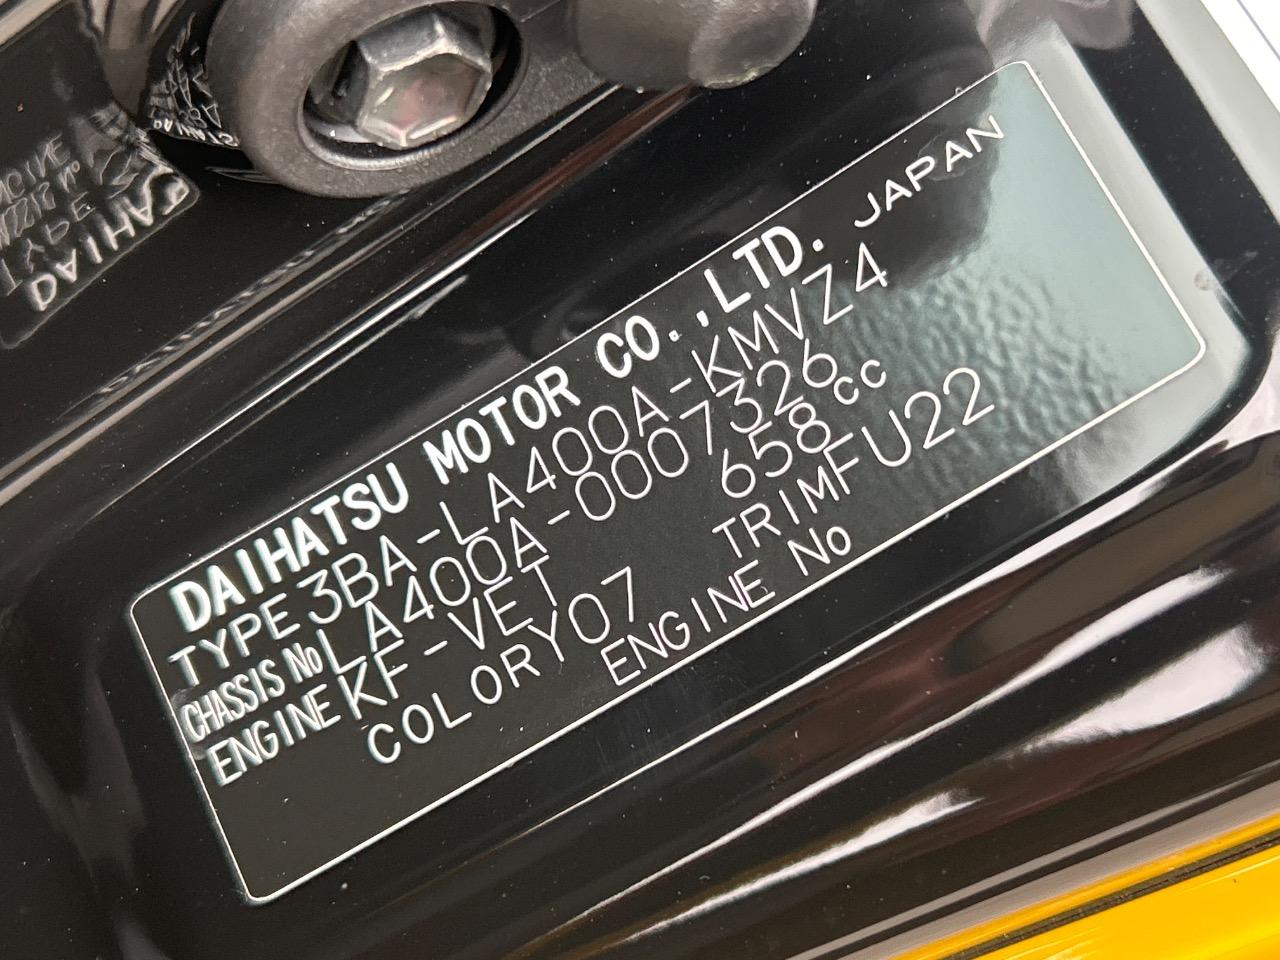 DAIHATSU MOTOR CO.,LTD. JAPAN
TYPE 3BA-LA400A-KMVZ4
CHASSIS No LA400A-0007326
ENGINE KF-VET 658cc
COLOR Y07 TRIM FU22
ENGINE No